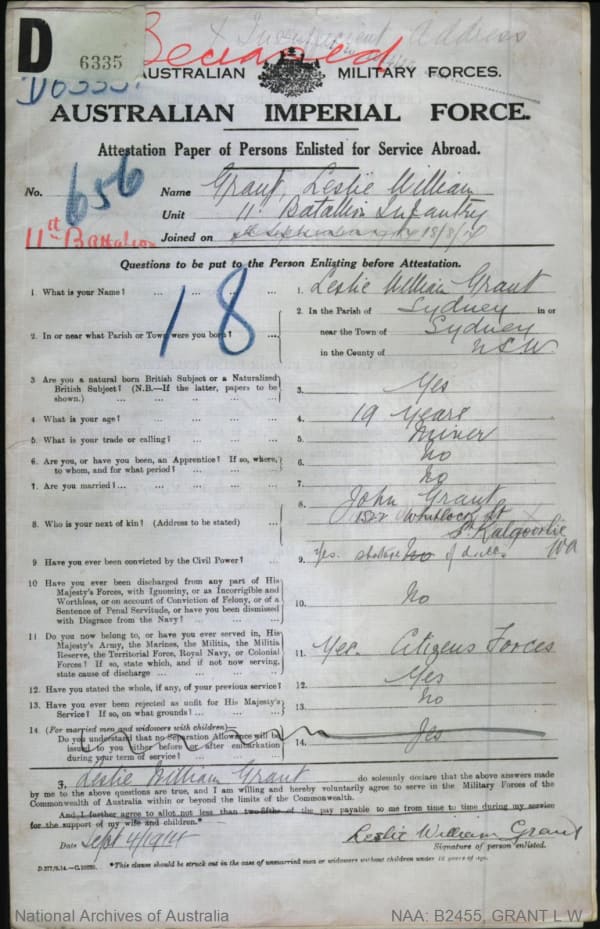 D 6335
Deceased
+ Insufficient Address
AUSTRALIAN MILITARY FORCES.
AUSTRALIAN IMPERIAL FORCE.
Attestation Paper of Persons Enlisted for Service Abroad.
No. 656 Name Grant, Leslie William
Unit 11th Batallion Infantry
11th Battalion
Joined on 18/8/14
Questions to be put to the Person Enlisting before Attestation.
18
1 What is your Name? ... ... ... ... 1. Leslie William Grant
2. In or near what Parish or Town were you born? ... 2. In the Parish of Sydney in or
near the Town of Sydney
in the County of NSW
3 Are you a natural born British Subject or a Naturalized
British Subject? (N.B.—If the latter, papers to be
shown.) ... ... ... ... 3. Yes
4. What is your age? ... ... ... ... 4. 19 Years
5. What is your trade or calling? ... ... ... 5. Miner
6. Are you, or have you been, an Apprentice? If so, where,
to whom, and for what period? ... ... 6. No
7. Are you married? ... ... ... ... 7. No
8. Who is your next of kin? (Address to be stated) ... 8. John Grant
Whitlock St
Kalgoorlie
WA
9 Have you ever been convicted by the Civil Power? ... 9. Yes. No
10 Have you ever been discharged from any part of His
Majesty's Forces, with Ignominy, or as Incorrigible and
Worthless, or on account of Conviction of Felony, or of a
Sentence of Penal Servitude, or have you been dismissed
with Disgrace from the Navy? ... ... 10. No
11 Do you now belong to, or have you ever served in, His
Majesty's Army, the Marines, the Militia, the Militia
Reserve, the Territorial Force, Royal Navy, or Colonial
Forces? If so, state which, and if not now serving,
state cause of discharge ... ... ... 11. Yes. Citizens Forces
12. Have you stated the whole, if any, of your previous service? 12. Yes
13. Have you ever been rejected as unfit for His Majesty's
Service? If so, on what grounds? ... ... 13. No
14. (For married men and widowers with children)—
Do you understand that no Separation Allowance will be
issued to you either before or after embarkation
during your term of service? ... ... 14. Yes
I, Leslie William Grant do solemnly declare that the above answers made
by me to the above questions are true, and I am willing and hereby voluntarily agree to serve in the Military Forces of the
Commonwealth of Australia within or beyond the limits of the Commonwealth.
And I further agree to allot not less than two-fifths of the pay payable to me from time to time during my service
for the support of my wife and children.*
Date Sept 4/1914 Leslie William Grant
Signature of person enlisted.
*This clause should be struck out in the case of unmarried men or widowers without children under 18 years of age.
National Archives of Australia NAA: B2455, GRANT L W